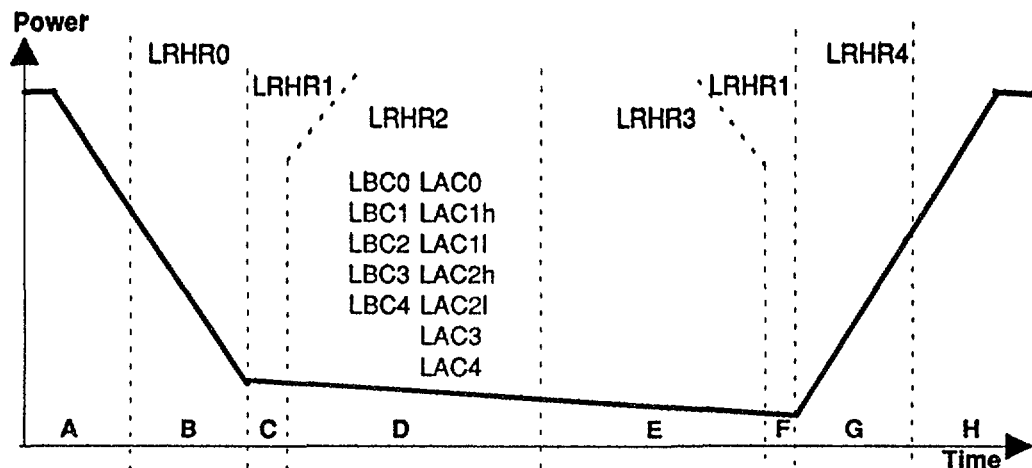 Power
LRHR0
LRHR4
LRHR1
LRHR1
LRHR2
LRHR3
LBC0 LAC0
LBC1 LAC1h
LBC2 LAC1l
LBC3 LAC2h
LBC4 LAC2l
LAC3
LAC4
A B C D E F G H
Time